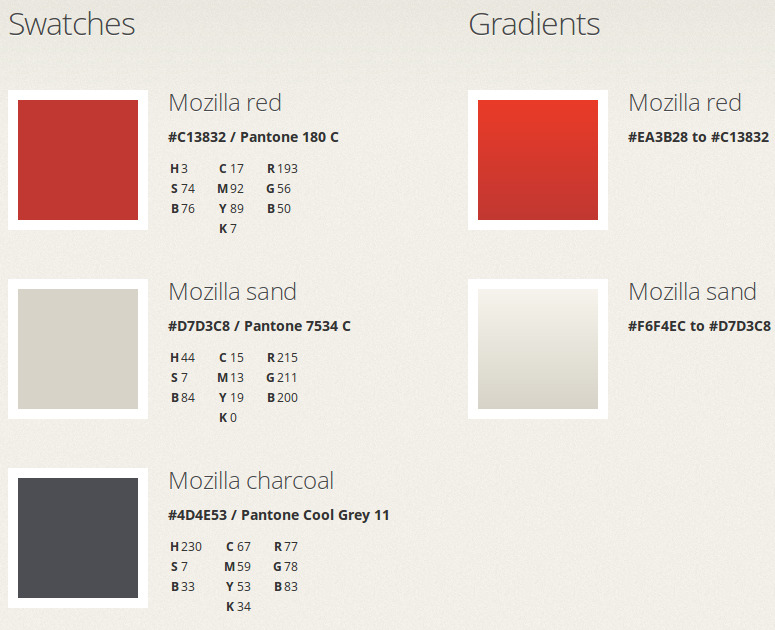 Swatches
Mozilla red
#C13832 / Pantone 180 C
H 3 C 17 R 193
S 74 M 92 G 56
B 76 Y 89 B 50
K 7
Mozilla sand
#D7D3C8 / Pantone 7534 C
H 44 C 15 R 215
S 7 M 13 G 211
B 84 Y 19 B 200
K 0
Mozilla charcoal
#4D4E53 / Pantone Cool Grey 11
H 230 C 67 R 77
S 7 M 59 G 78
B 33 Y 53 B 83
K 34
Gradients
Mozilla red
#EA3B28 to #C13832
Mozilla sand
#F6F4EC to #D7D3C8